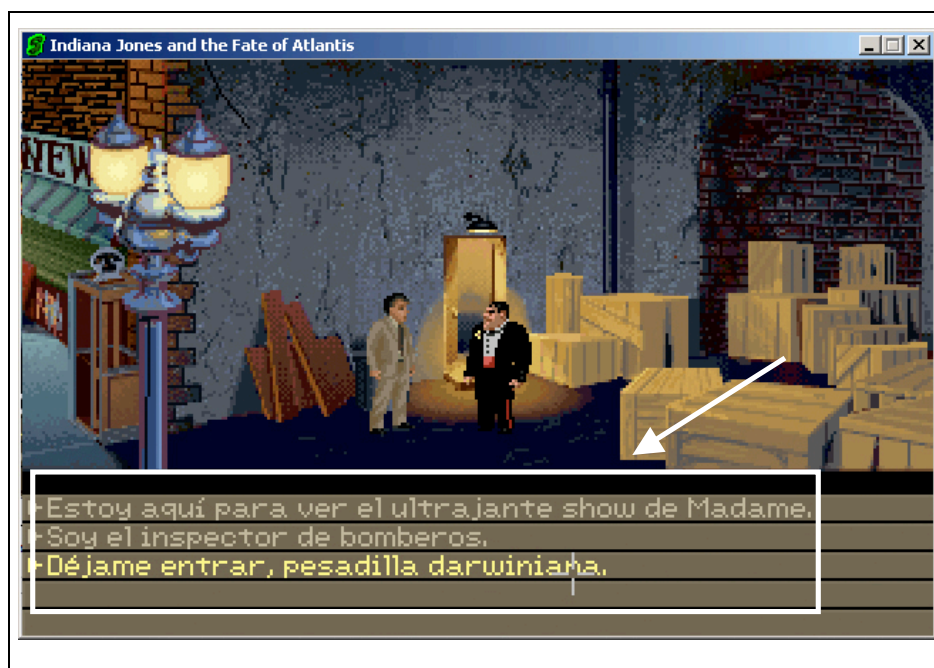 Indiana Jones and the Fate of Atlantis
NEW
Estoy aquí para ver el ultrajante show de Madame.
Soy el inspector de bomberos.
Déjame entrar, pesadilla darwiniana.